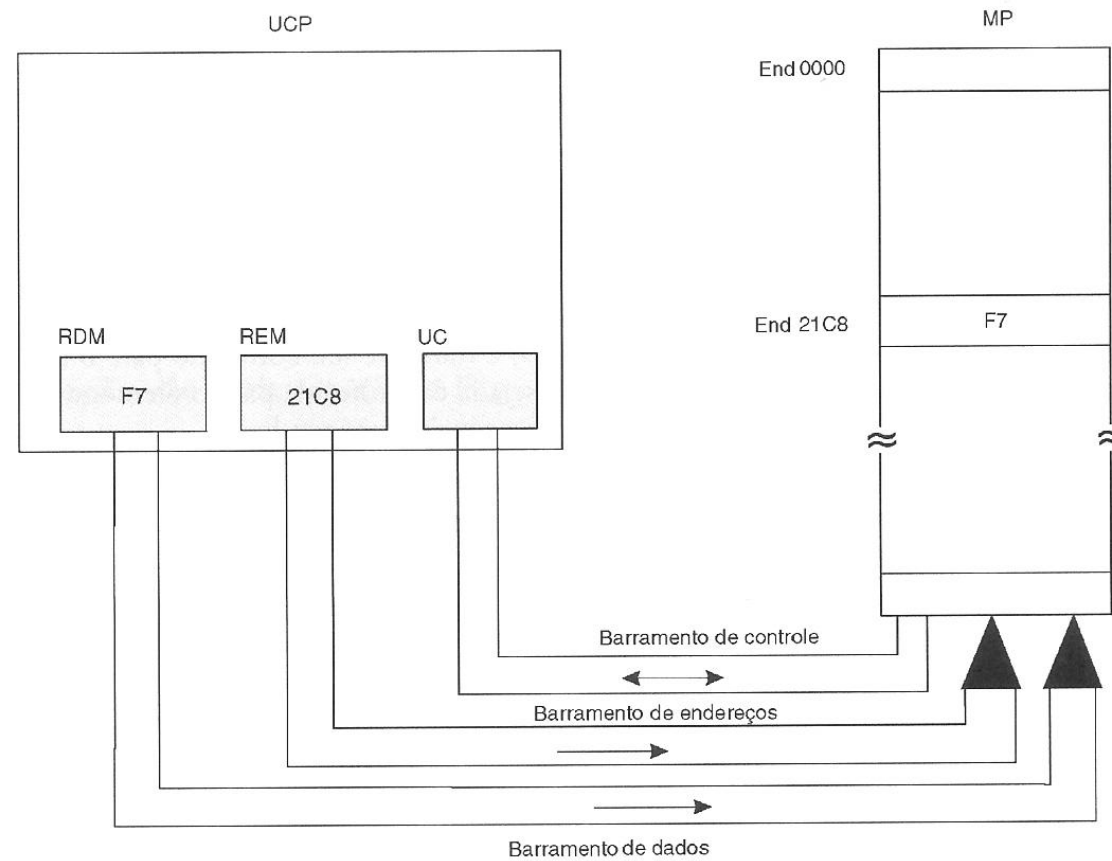 UCP
MP
End 0000
End 21C8
F7
RDM
REM
UC
F7
21C8
Barramento de controle
Barramento de endereços
Barramento de dados